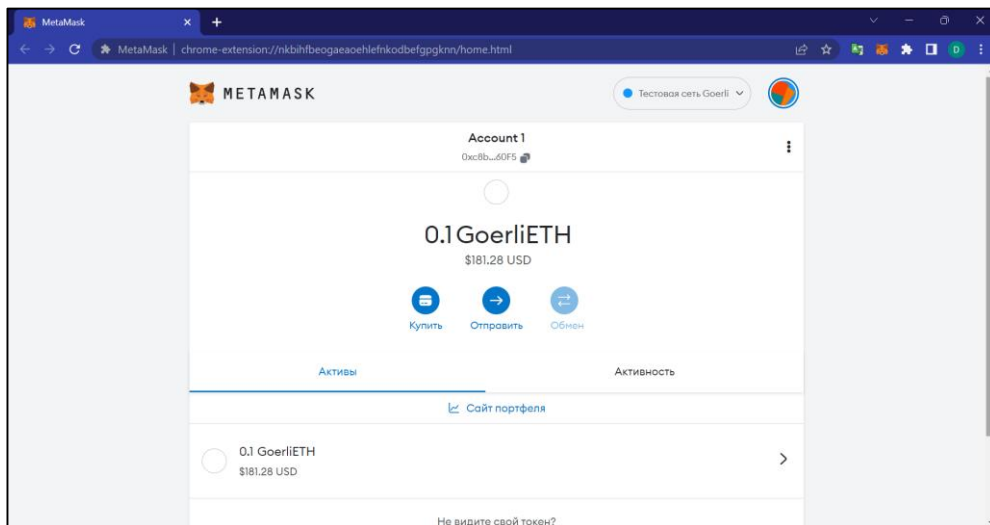 MetaMask
MetaMask | chrome-extension://nkbihfbeogaeaoehlefnkodbefgpgknn/home.html
D
METAMASK
Тестовая сеть Goerli
Account 1
0xc8b...60F5
0.1 GoerliETH
$181.28 USD
Купить Отправить Обмен
Активы Активность
Сайт портфеля
0.1 GoerliETH
$181.28 USD
Не видите свой токен?